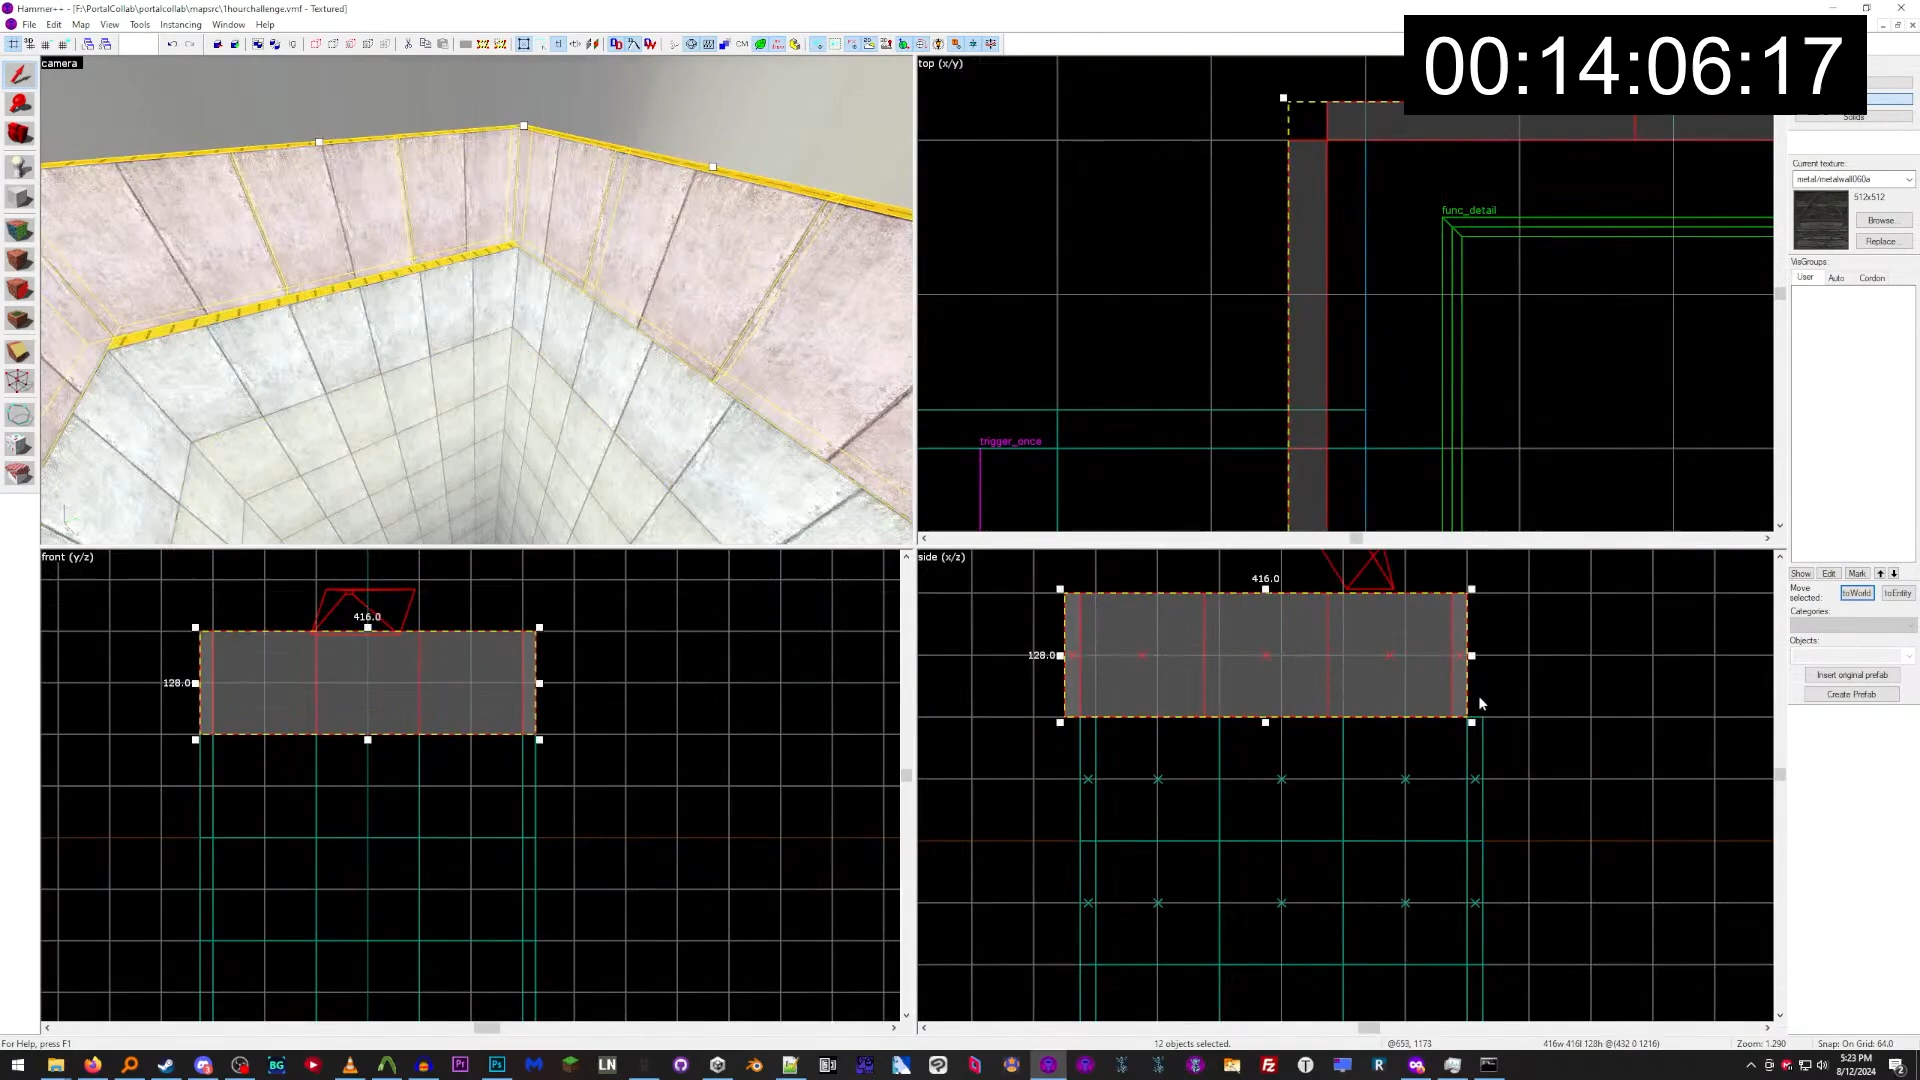 Hammer++ - [F:\PortalCollab\portalcollab\mapsrc\1hourchallenge.vmf - Textured]
File Edit Map View Tools Instancing Window Help
00:14:06:17
camera
top (x/y)
Solids
Current texture:
metal/metalwall060a
512x512
Browse...
Replace...
func_detail
trigger_once
VisGroups:
User Auto Cordon
front (y/z)
side (x/z)
416.0
128.0
416.0
128.0
Show Edit Mark
Move selected:
toWorld toEntity
Categories:
Objects:
Insert original prefab
Create Prefab
For Help, press F1
12 objects selected.
@653, 1173
416w 416l 128h @(432 0 1216)
Zoom: 1.290
Snap: On Grid: 64.0
5:23 PM
8/12/2024